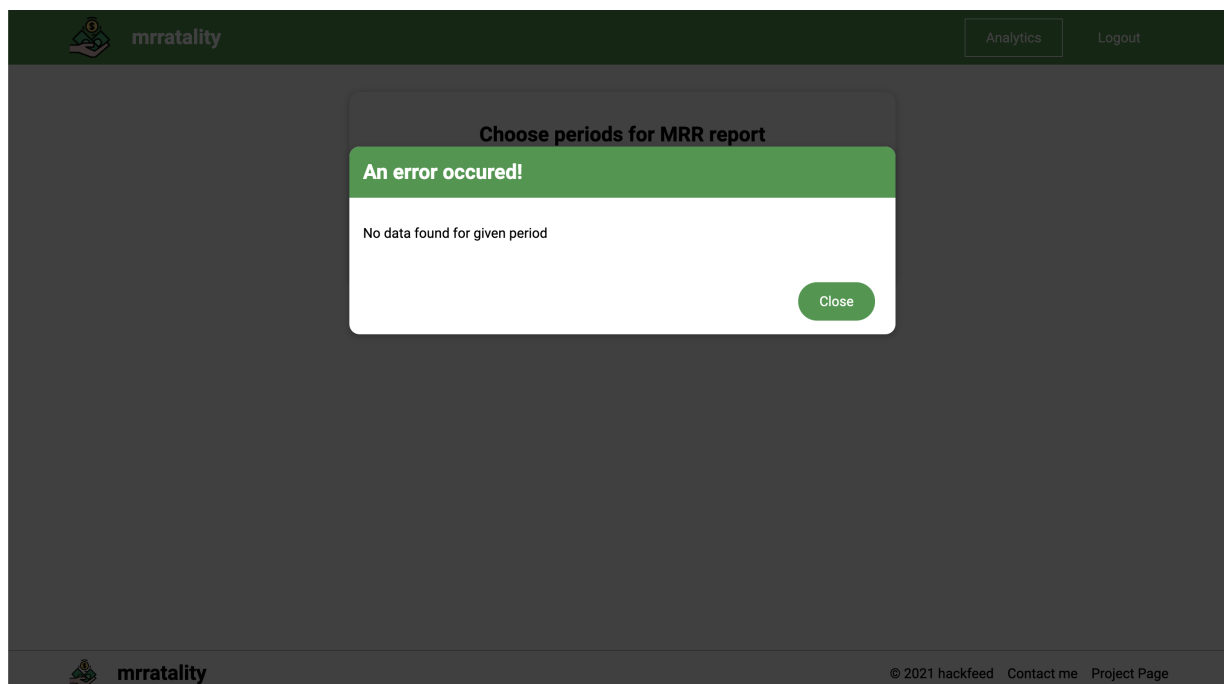 mrratality
Analytics
Logout
Choose periods for MRR report
An error occured!
No data found for given period
Close
mrratality
© 2021 hackfeed Contact me Project Page